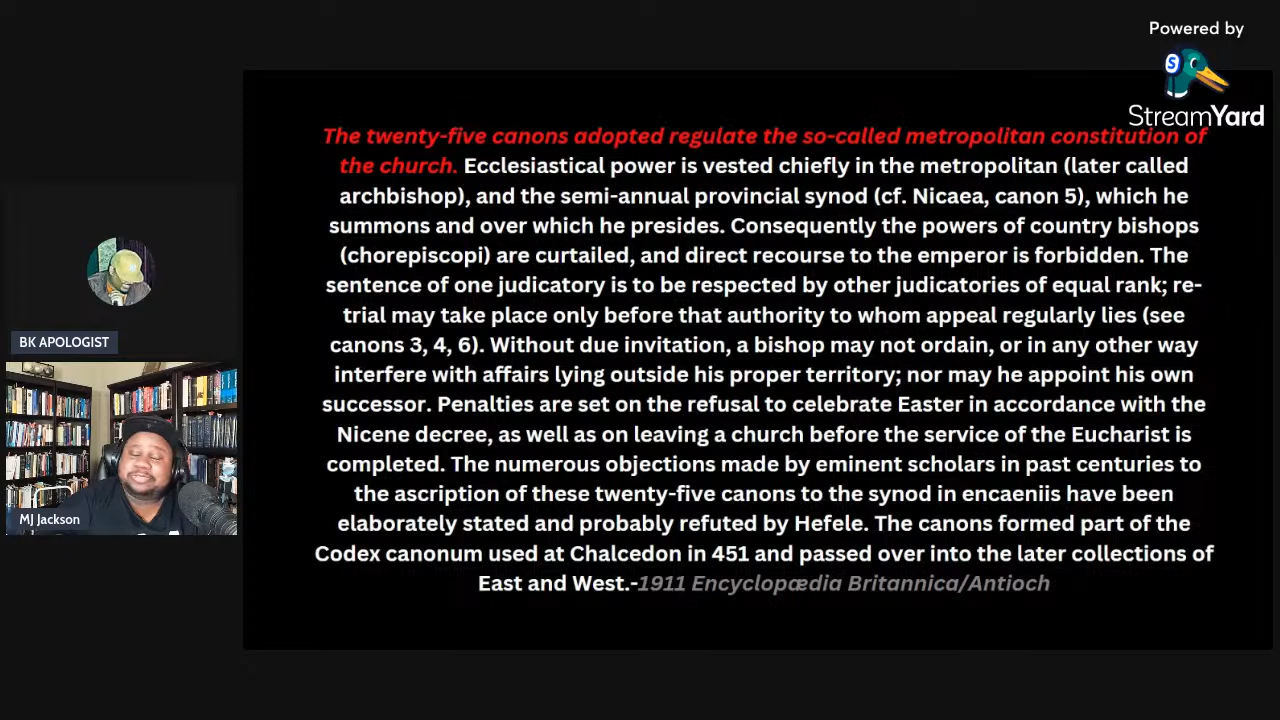 Powered by
StreamYard
The twenty-five canons adopted regulate the so-called metropolitan constitution of
the church. Ecclesiastical power is vested chiefly in the metropolitan (later called
archbishop), and the semi-annual provincial synod (cf. Nicaea, canon 5), which he
summons and over which he presides. Consequently the powers of country bishops
(chorepiscopi) are curtailed, and direct recourse to the emperor is forbidden. The
sentence of one judicatory is to be respected by other judicatories of equal rank; re-
trial may take place only before that authority to whom appeal regularly lies (see
canons 3, 4, 6). Without due invitation, a bishop may not ordain, or in any other way
interfere with affairs lying outside his proper territory; nor may he appoint his own
successor. Penalties are set on the refusal to celebrate Easter in accordance with the
Nicene decree, as well as on leaving a church before the service of the Eucharist is
completed. The numerous objections made by eminent scholars in past centuries to
the ascription of these twenty-five canons to the synod in encaeniis have been
elaborately stated and probably refuted by Hefele. The canons formed part of the
Codex canonum used at Chalcedon in 451 and passed over into the later collections of
East and West.-1911 Encyclopædia Britannica/Antioch
BK APOLOGIST
MJ Jackson